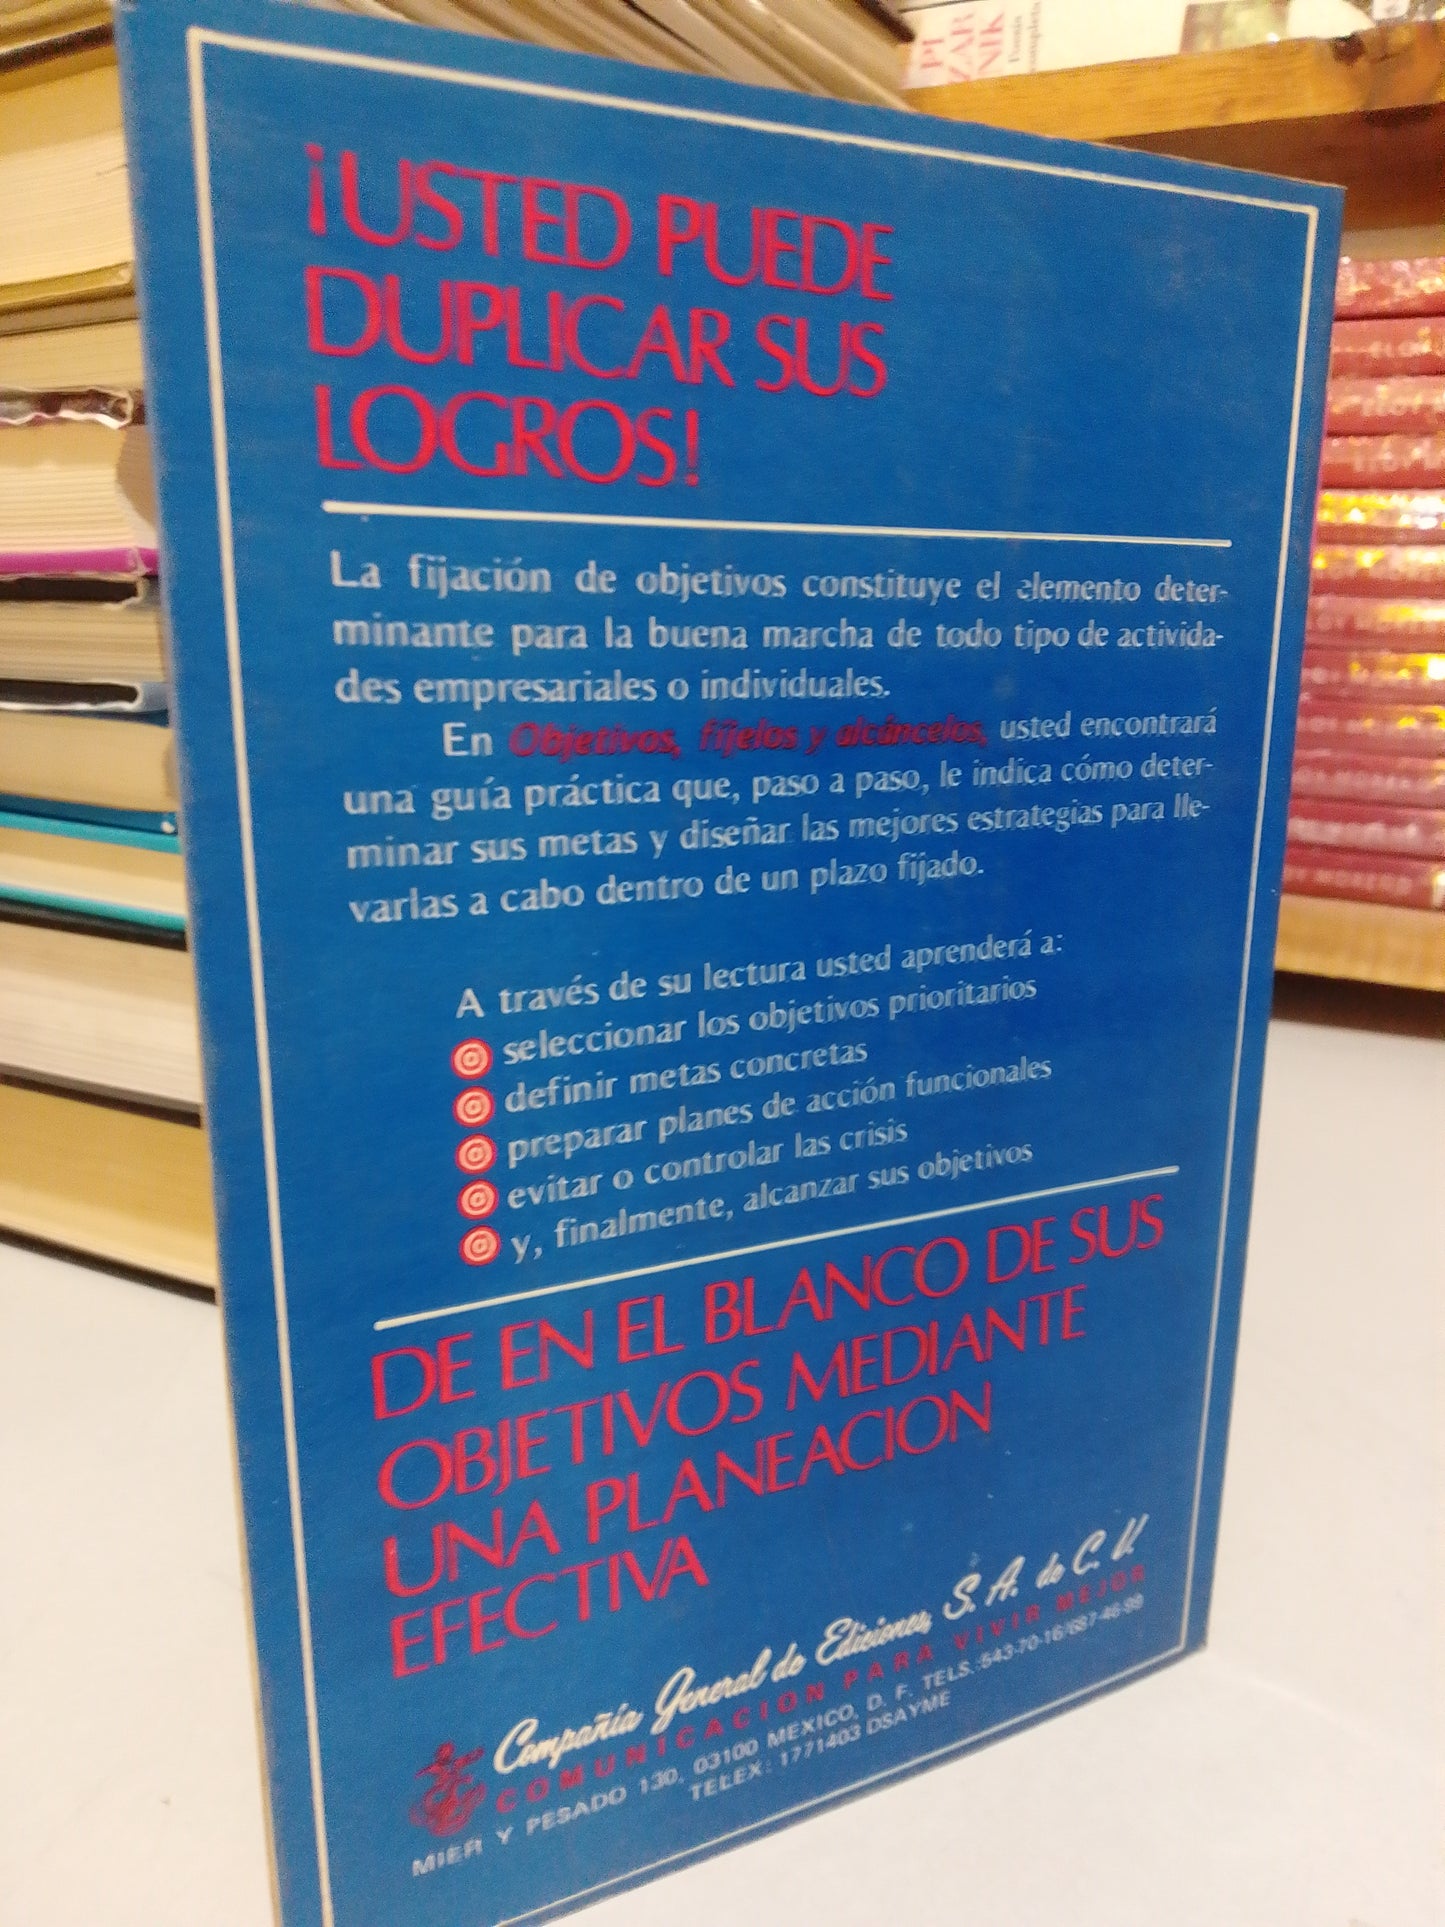 ¡USTED PUEDE
DUPLICAR SUS
LOGROS!
La fijación de objetivos constituye el elemento deter-
minante para la buena marcha de todo tipo de activida-
des empresariales o individuales.
En Objetivos, fíjelos y alcáncelos, usted encontrará
una guía práctica que, paso a paso, le indica cómo deter-
minar sus metas y diseñar las mejores estrategias para lle-
varlas a cabo dentro de un plazo fijado.
A través de su lectura usted aprenderá a:
seleccionar los objetivos prioritarios
definir metas concretas
preparar planes de acción funcionales
evitar o controlar las crisis
y, finalmente, alcanzar sus objetivos
DE EN EL BLANCO DE SUS
OBJETIVOS MEDIANTE
UNA PLANEACION
EFECTIVA
Compañía General de Ediciones, S. A. de C. V.
COMUNICACION PARA VIVIR MEJOR
MIER Y PESADO 130, 03100 MEXICO, D. F. TELS.:543-70-16/687-46-99
TELEX: 1771403 DSAYME
PI
ZAR
NIK
Poesía
completa